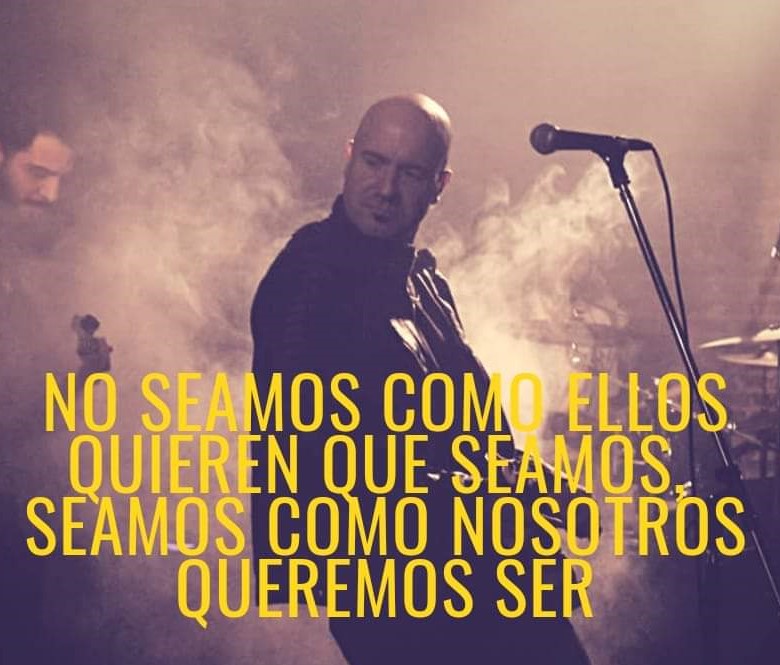 NO SEAMOS COMO ELLOS
QUIEREN QUE SEAMOS,
SEAMOS COMO NOSOTROS
QUEREMOS SER